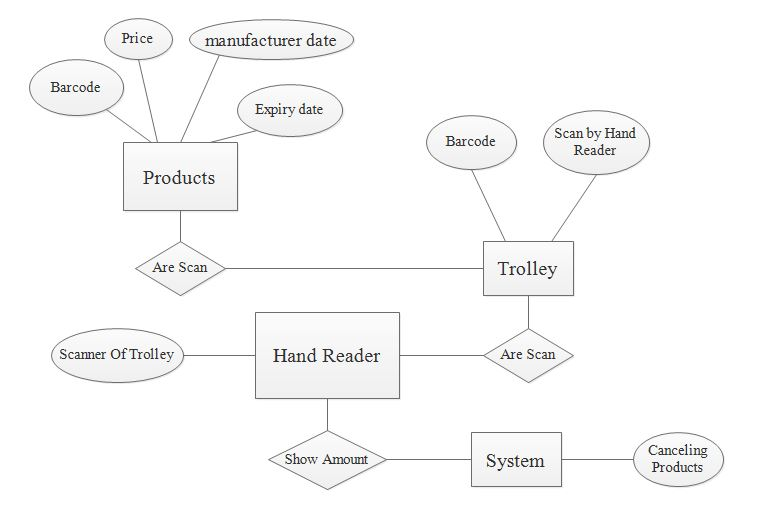 Price
manufacturer date
Barcode
Expiry date
Products
Barcode
Scan by Hand
Reader
Are Scan
Trolley
Scanner Of Trolley
Hand Reader
Are Scan
Show Amount
System
Canceling
Products